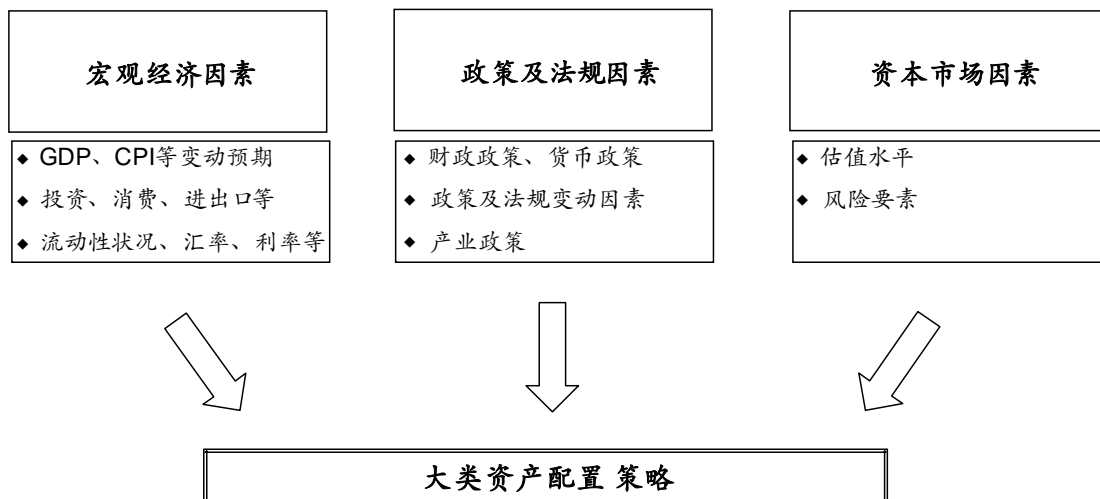 宏观经济因素
◆ GDP、CPI等变动预期
◆ 投资、消费、进出口等
◆ 流动性状况、汇率、利率等
政策及法规因素
◆ 财政政策、货币政策
◆ 政策及法规变动因素
◆ 产业政策
资本市场因素
◆ 估值水平
◆ 风险要素
大类资产配置 策略